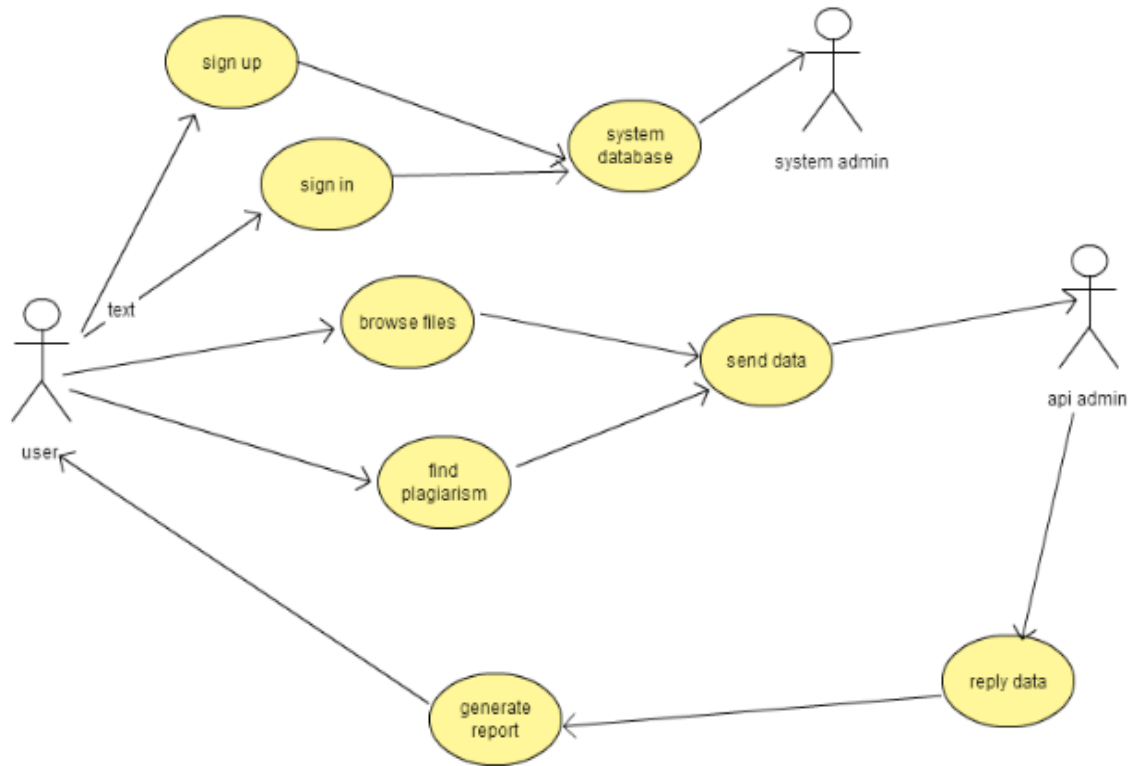 sign up
system
database
system admin
sign in
text
browse files
send data
api admin
user
find
plagiarism
reply data
generate
report